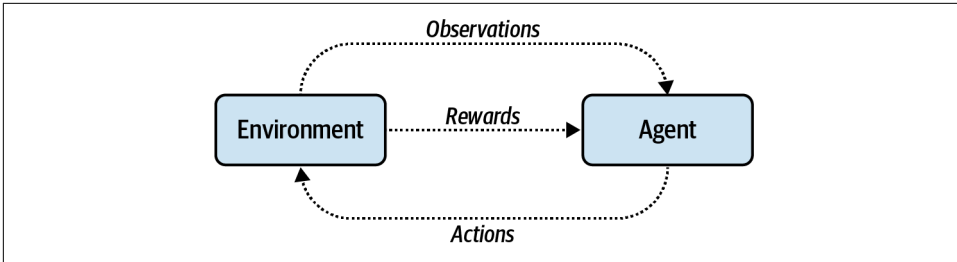 Observations
Environment
Rewards
Agent
Actions